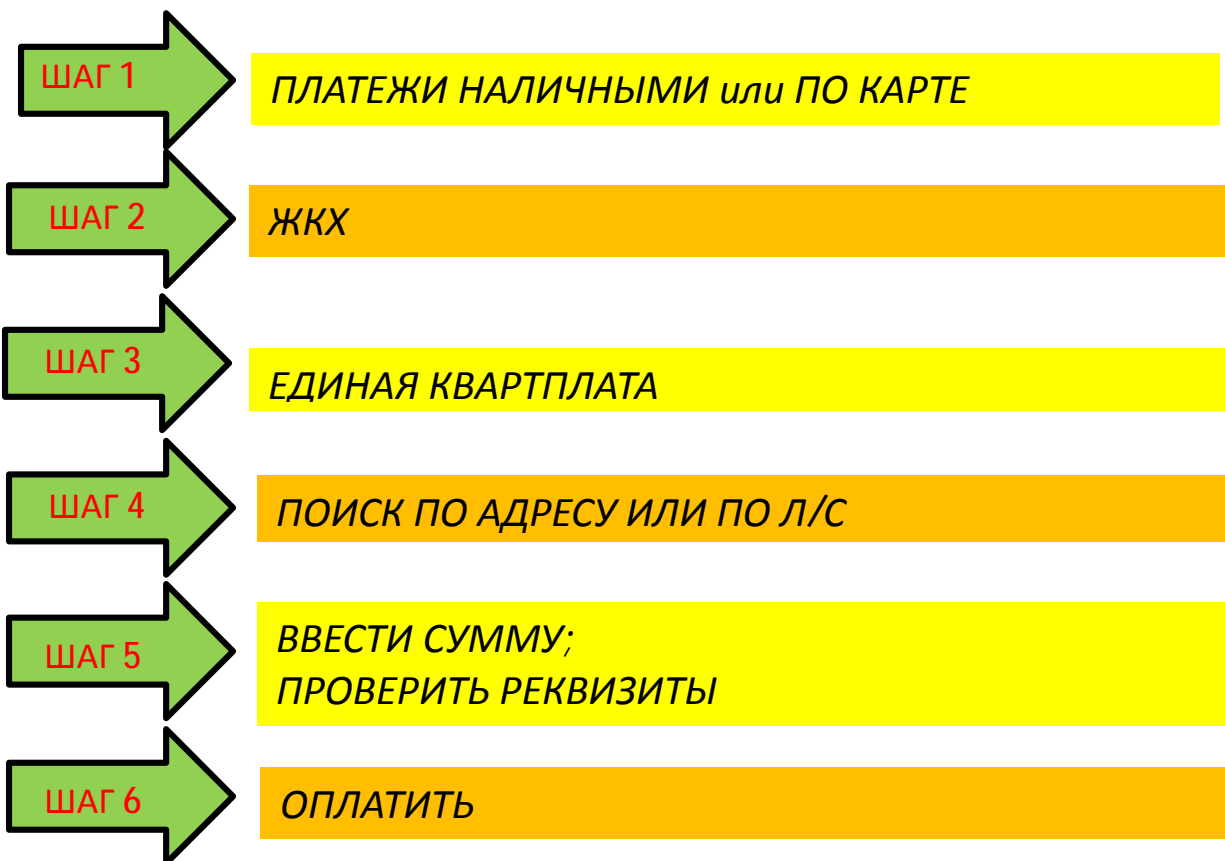 ШАГ 1
ПЛАТЕЖИ НАЛИЧНЫМИ или ПО КАРТЕ
ШАГ 2
ЖКХ
ШАГ 3
ЕДИНАЯ КВАРТПЛАТА
ШАГ 4
ПОИСК ПО АДРЕСУ ИЛИ ПО Л/С
ШАГ 5
ВВЕСТИ СУММУ;
ПРОВЕРИТЬ РЕКВИЗИТЫ
ШАГ 6
ОПЛАТИТЬ